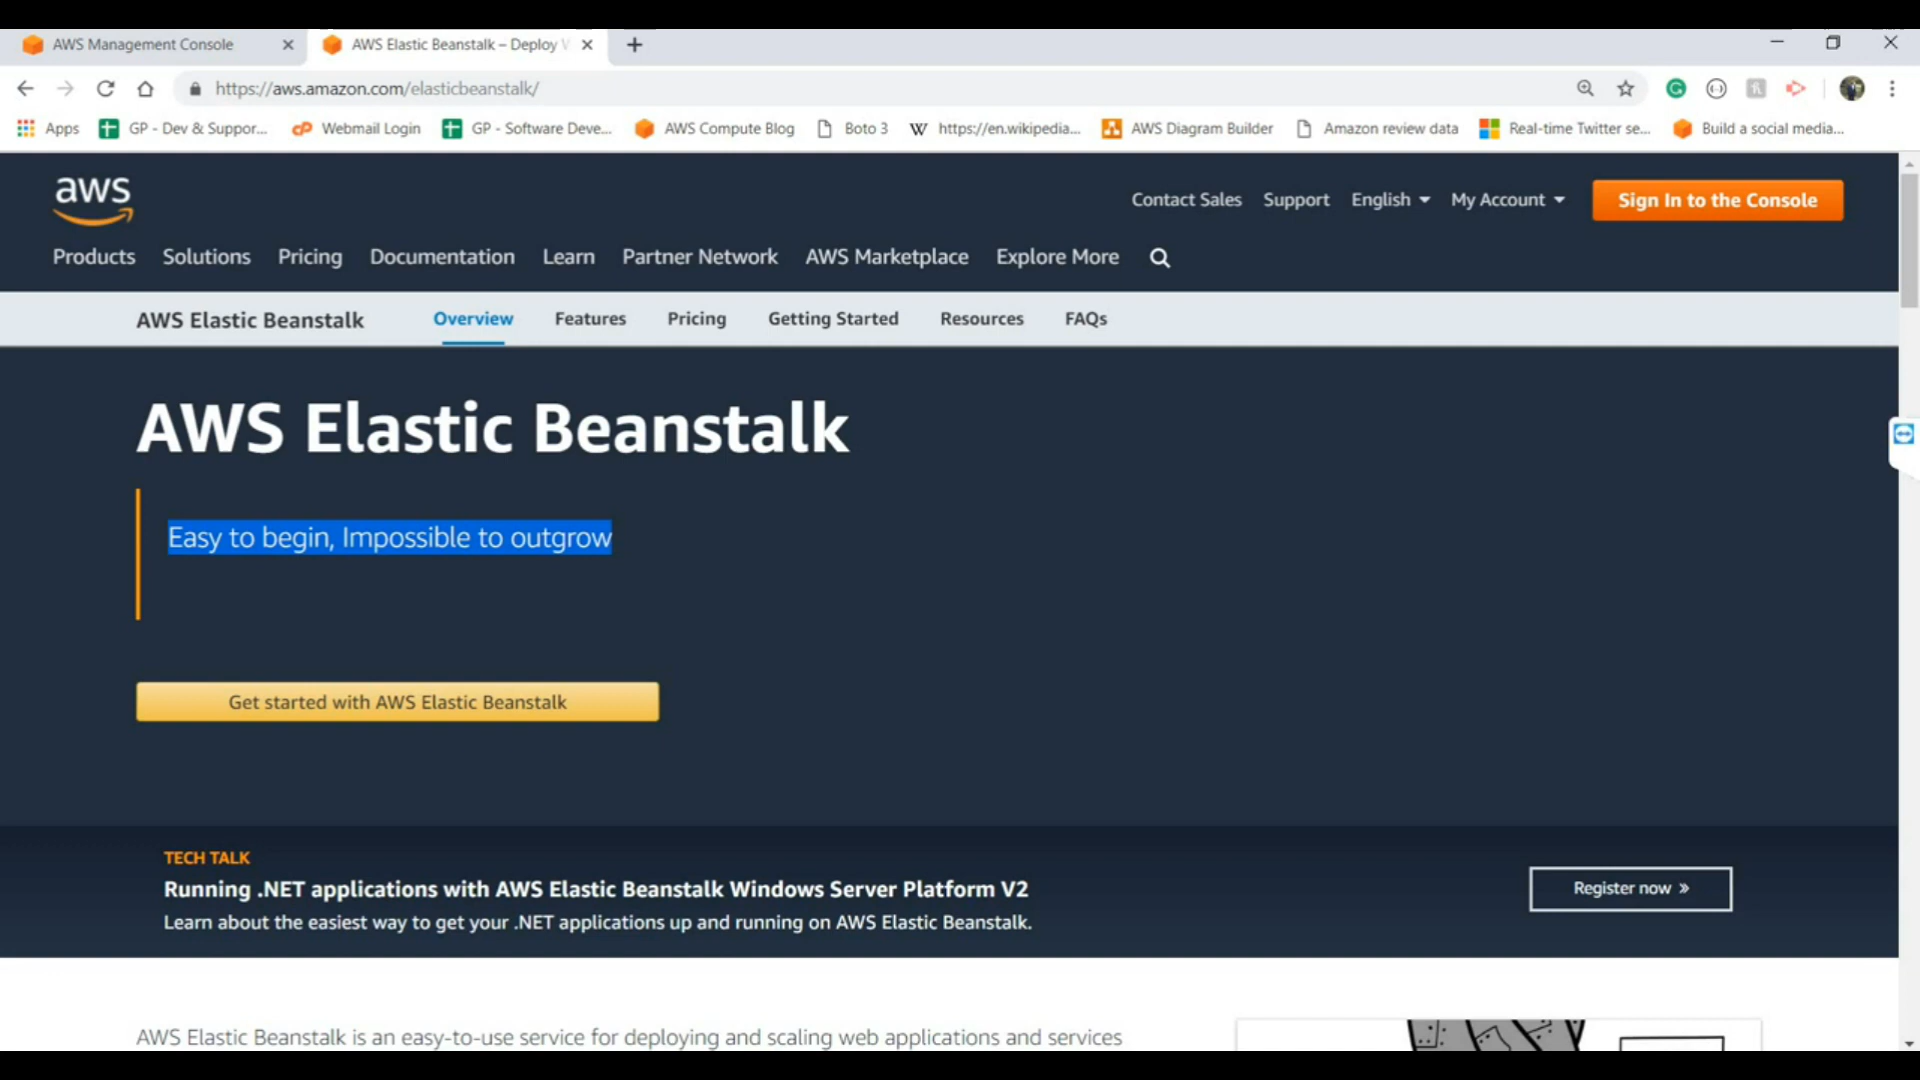 AWS Management Console
AWS Elastic Beanstalk – Deploy
https://aws.amazon.com/elasticbeanstalk/
Apps
GP - Dev & Suppor...
cP Webmail Login
GP - Software Deve...
AWS Compute Blog
Boto 3
W https://en.wikipedia...
AWS Diagram Builder
Amazon review data
Real-time Twitter se...
Build a social media...
aws
Contact Sales Support English My Account Sign In to the Console
Products Solutions Pricing Documentation Learn Partner Network AWS Marketplace Explore More
AWS Elastic Beanstalk Overview Features Pricing Getting Started Resources FAQs
AWS Elastic Beanstalk
Easy to begin, Impossible to outgrow
Get started with AWS Elastic Beanstalk
TECH TALK
Running .NET applications with AWS Elastic Beanstalk Windows Server Platform V2
Register now »
Learn about the easiest way to get your .NET applications up and running on AWS Elastic Beanstalk.
AWS Elastic Beanstalk is an easy-to-use service for deploying and scaling web applications and services